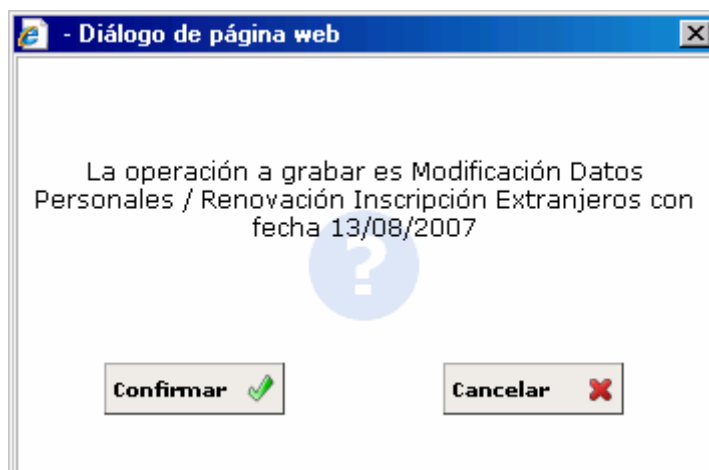 - Diálogo de página web
La operación a grabar es Modificación Datos
Personales / Renovación Inscripción Extranjeros con
fecha 13/08/2007
?
Confirmar
Cancelar